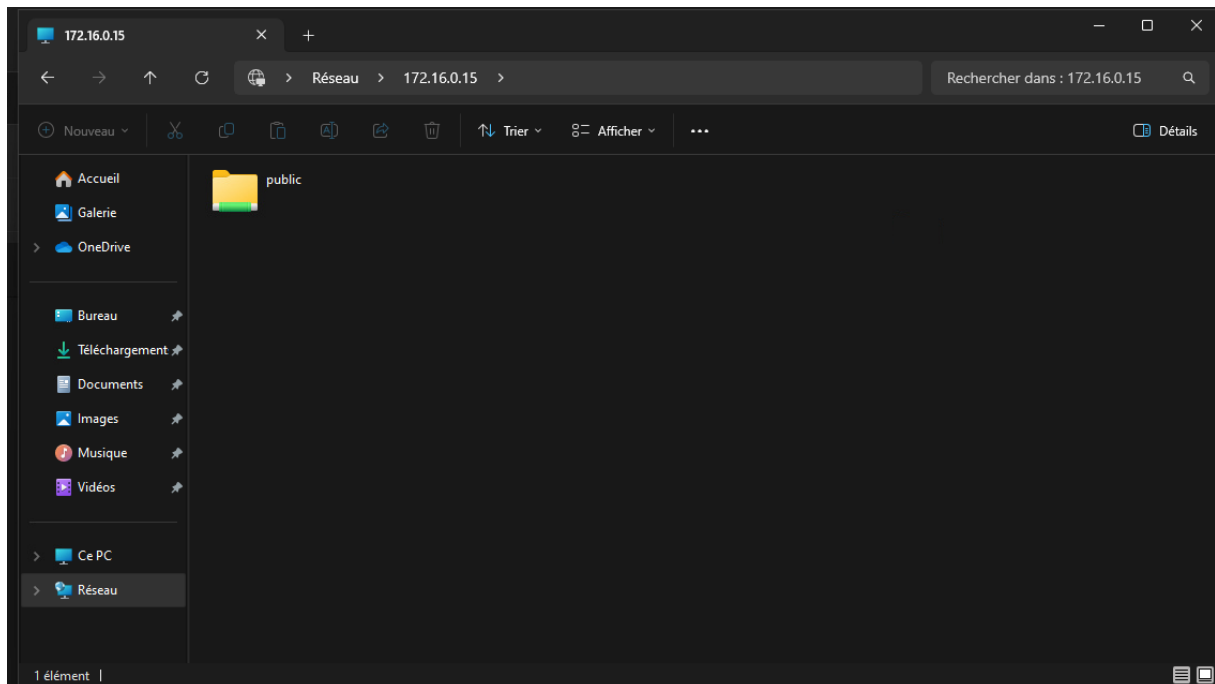 172.16.0.15
Réseau > 172.16.0.15 >
Rechercher dans : 172.16.0.15
Nouveau
Trier
Afficher
Détails
Accueil
Galerie
OneDrive
Bureau
Téléchargement
Documents
Images
Musique
Vidéos
Ce PC
Réseau
public
1 élément